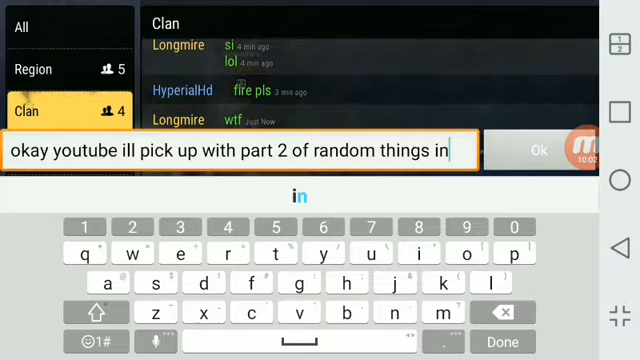 All
Region 5
Clan 4
Clan
Longmire si 4 min ago
lol 4 min ago
HyperialHd fire pls 3 min ago
Longmire wtf Just Now
okay youtube ill pick up with part 2 of random things in
Ok
10:02
in
1 2 3 4 5 6 7 8 9 0
q w e r t y u i o p
a s d f g h j k l
z x c v b n m
1# . Done